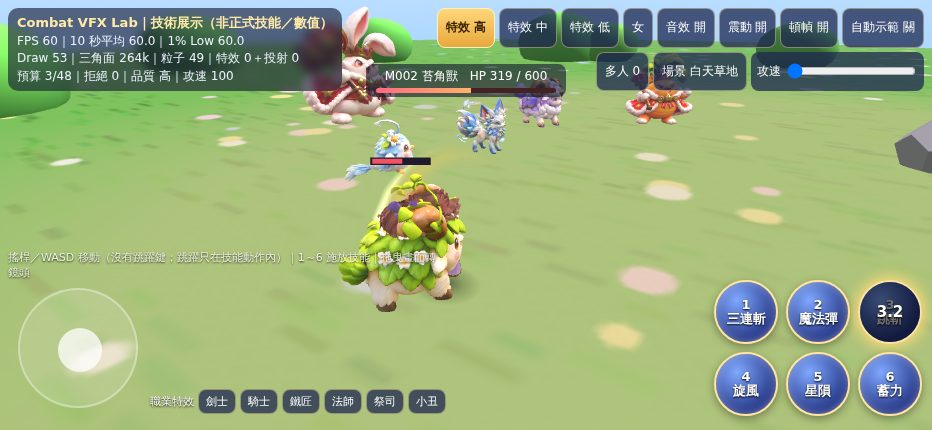 Combat VFX Lab｜技術展示（非正式技能／數值）
FPS 60｜10 秒平均 60.0｜1% Low 60.0
Draw 53｜三角面 264k｜粒子 49｜特效 0＋投射 0
預算 3/48｜拒絕 0｜品質 高｜攻速 100
特效 高
特效 中
特效 低
女
音效 開
震動 開
頓幀 開
自動示範 關
M002 苔角獸 HP 319 / 600
多人 0
場景 白天草地
攻速
搖桿／WASD 移動（沒有跳躍鍵；跳躍只在技能動作內）｜1～6 施放技能｜
鏡頭
1
三連斬
2
魔法彈
3.2
4
旋風
5
星隕
6
蓄力
職業特效
劍士
騎士
鐵匠
法師
祭司
小丑